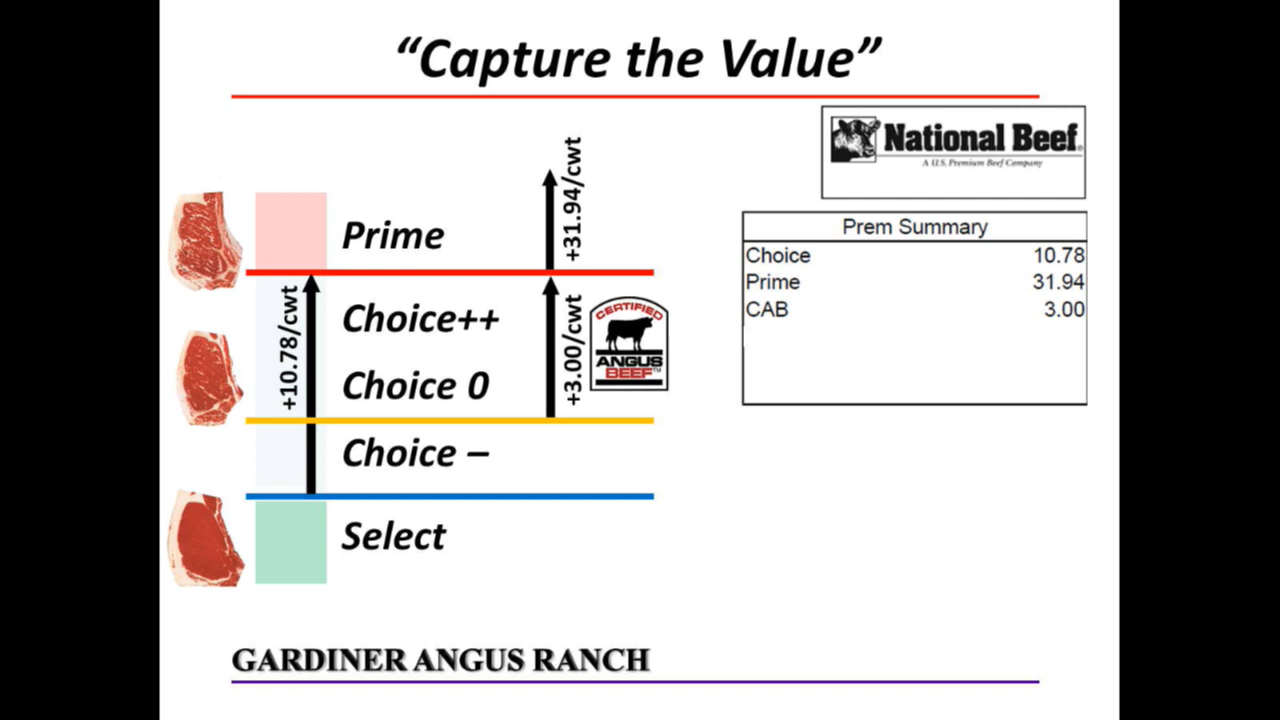 “Capture the Value”
National Beef®
A U.S. Premium Beef Company
+31.94/cwt
Prime
Prem Summary
Choice 10.78
Prime 31.94
CAB 3.00
+10.78/cwt
Choice++
+3.00/cwt
CERTIFIED
ANGUS
BEEF™
Choice 0
Choice –
Select
GARDINER ANGUS RANCH